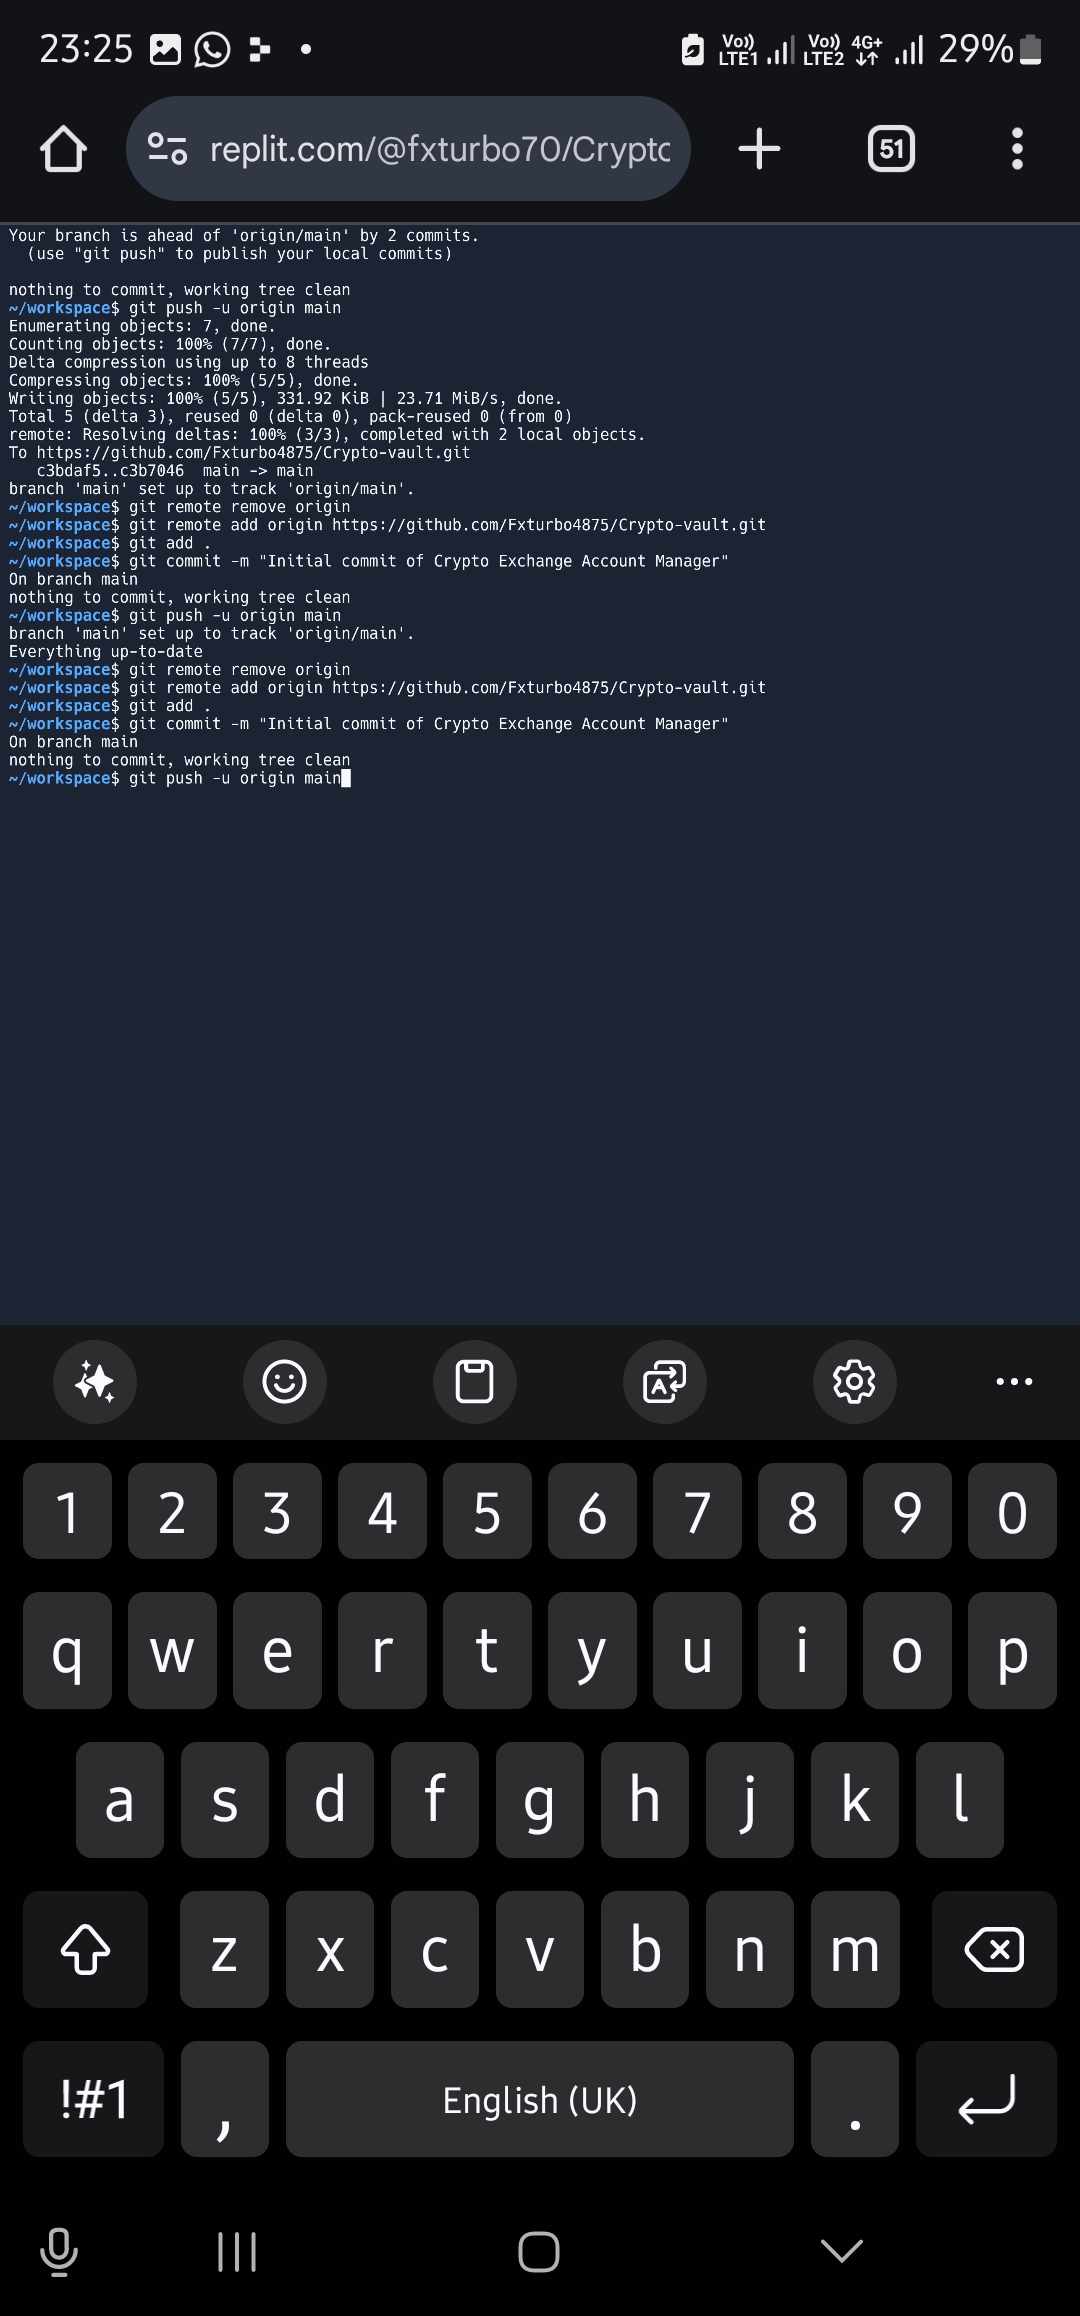 23:25
Vo)) LTE1 Vo)) LTE2 4G+ 29%
replit.com/@fxturbo70/Crypto
51
Your branch is ahead of 'origin/main' by 2 commits.
  (use "git push" to publish your local commits)
nothing to commit, working tree clean
~/workspace$ git push -u origin main
Enumerating objects: 7, done.
Counting objects: 100% (7/7), done.
Delta compression using up to 8 threads
Compressing objects: 100% (5/5), done.
Writing objects: 100% (5/5), 331.92 KiB | 23.71 MiB/s, done.
Total 5 (delta 3), reused 0 (delta 0), pack-reused 0 (from 0)
remote: Resolving deltas: 100% (3/3), completed with 2 local objects.
To https://github.com/Fxturbo4875/Crypto-vault.git
   c3bdaf5..c3b7046  main -> main
branch 'main' set up to track 'origin/main'.
~/workspace$ git remote remove origin
~/workspace$ git remote add origin https://github.com/Fxturbo4875/Crypto-vault.git
~/workspace$ git add .
~/workspace$ git commit -m "Initial commit of Crypto Exchange Account Manager"
On branch main
nothing to commit, working tree clean
~/workspace$ git push -u origin main
branch 'main' set up to track 'origin/main'.
Everything up-to-date
~/workspace$ git remote remove origin
~/workspace$ git remote add origin https://github.com/Fxturbo4875/Crypto-vault.git
~/workspace$ git add .
~/workspace$ git commit -m "Initial commit of Crypto Exchange Account Manager"
On branch main
nothing to commit, working tree clean
~/workspace$ git push -u origin main
A
1 2 3 4 5 6 7 8 9 0
q w e r t y u i o p
a s d f g h j k l
z x c v b n m
!#1 , English (UK) .